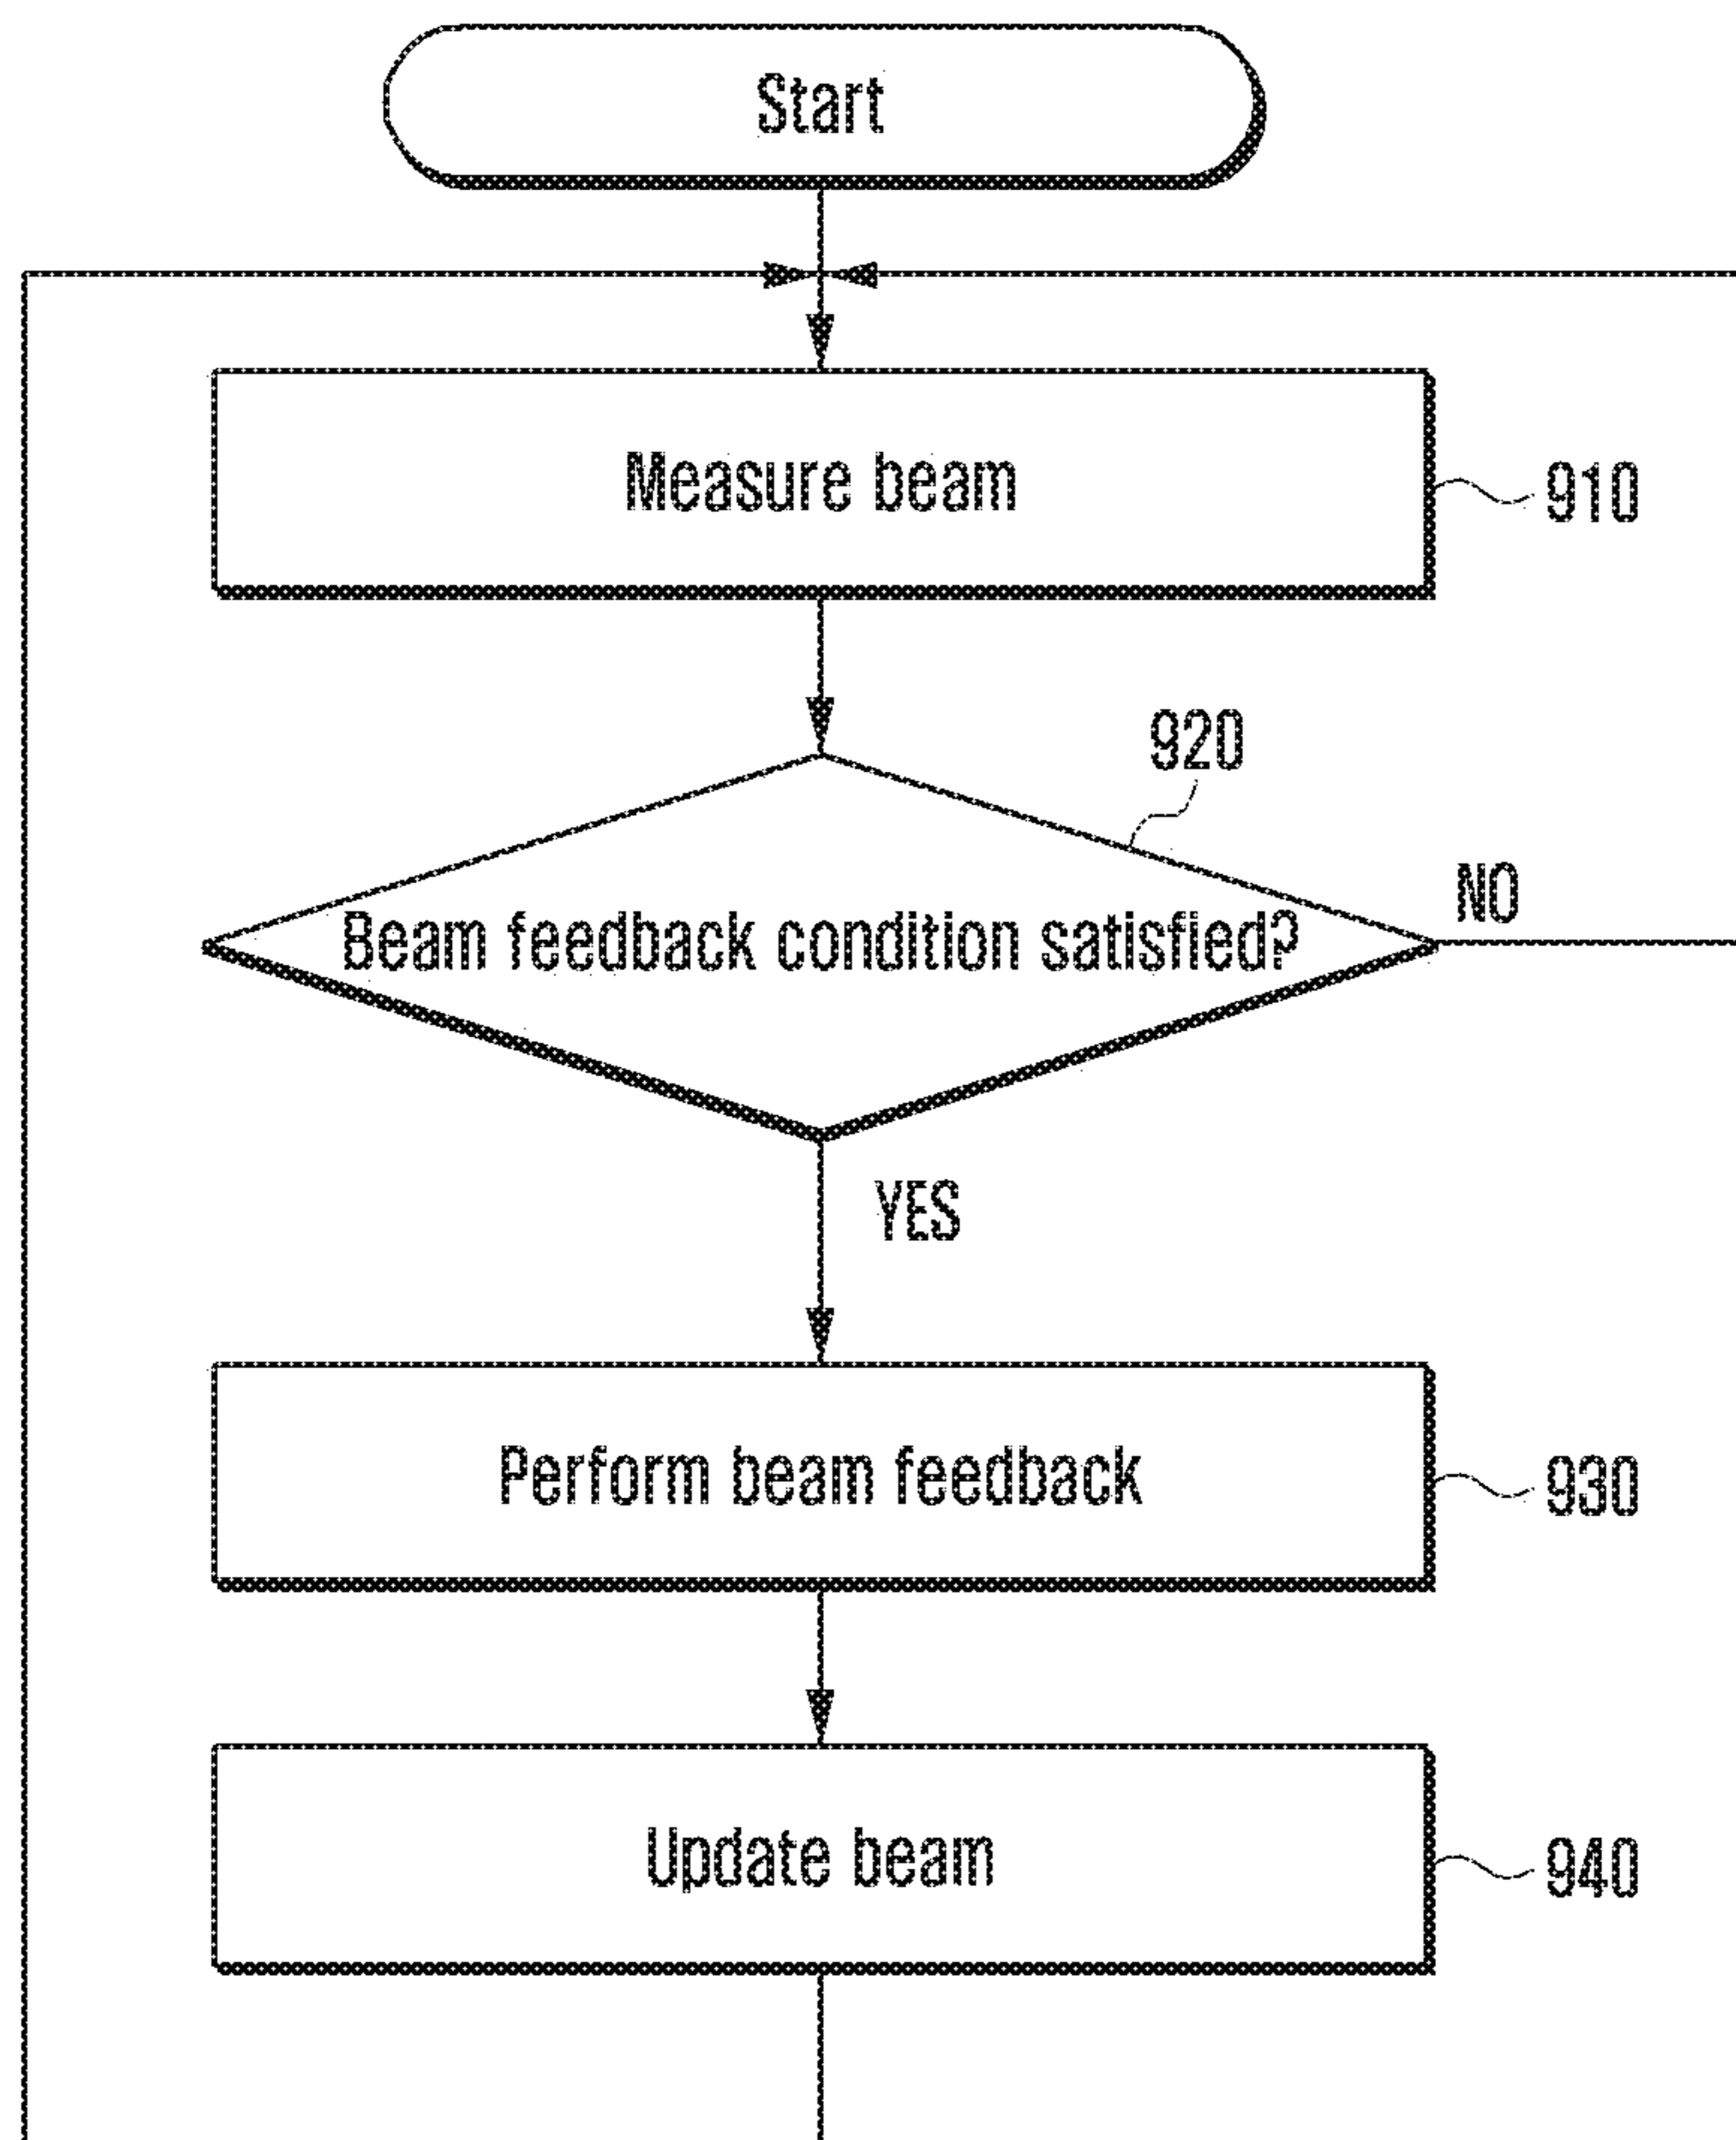 Start
Measure beam
910
920
Beam feedback condition satisfied?
NO
YES
Perform beam feedback
930
Update beam
940